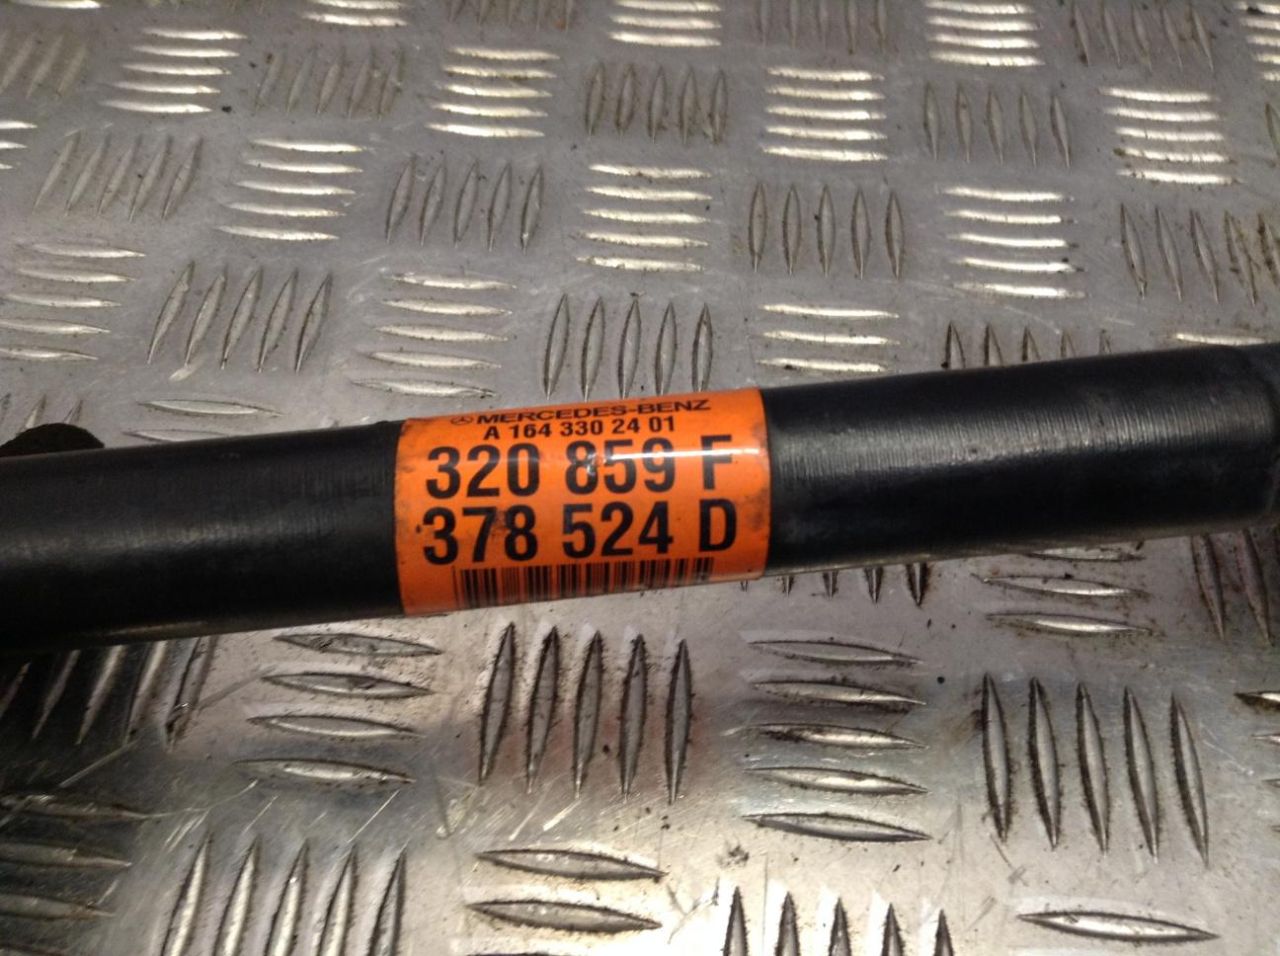 MERCEDES-BENZ
A 164 330 24 01
320 859 F
378 524 D